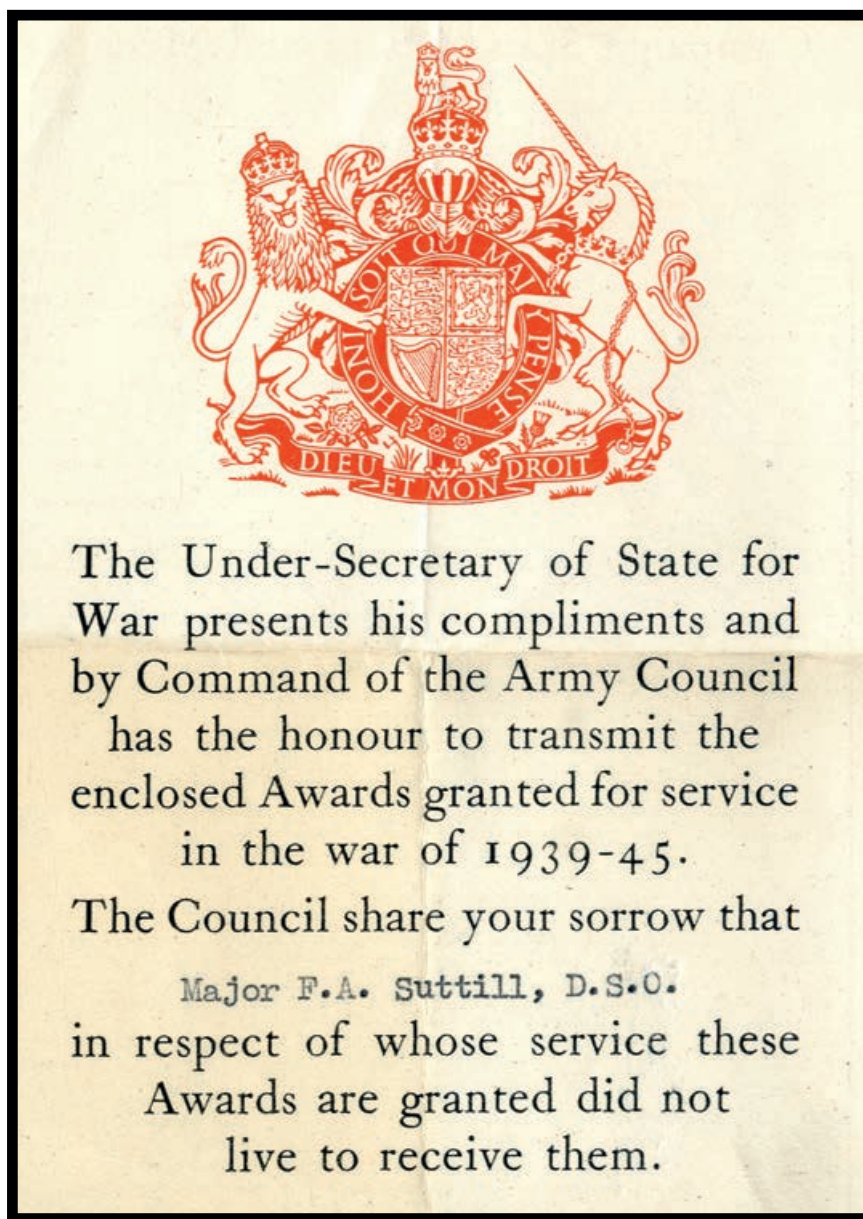 HONI SOIT QUI MAL Y PENSE
DIEU ET MON DROIT
The Under-Secretary of State for
War presents his compliments and
by Command of the Army Council
has the honour to transmit the
enclosed Awards granted for service
in the war of 1939-45.
The Council share your sorrow that
Major F.A. Suttill, D.S.O.
in respect of whose service these
Awards are granted did not
live to receive them.